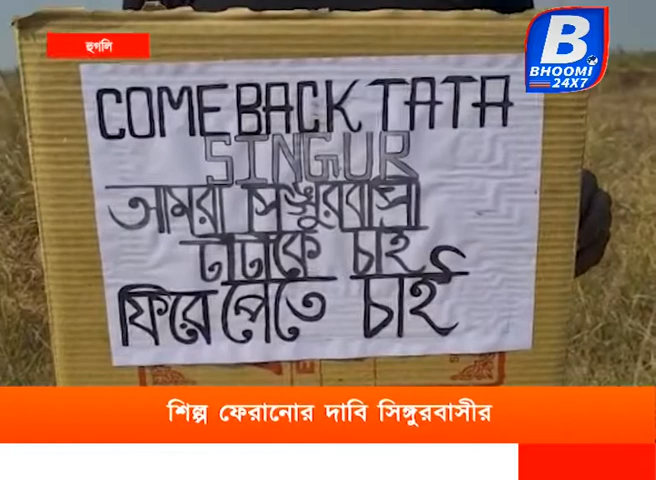 হুগলি
B
BHOOMI
24X7
COME BACK TATA
SINGUR
আমরা সিঙ্গুরবাসী
টাটাকে চাই
ফিরে পেতে চাই
শিল্প ফেরানোর দাবি সিঙ্গুরবাসীর